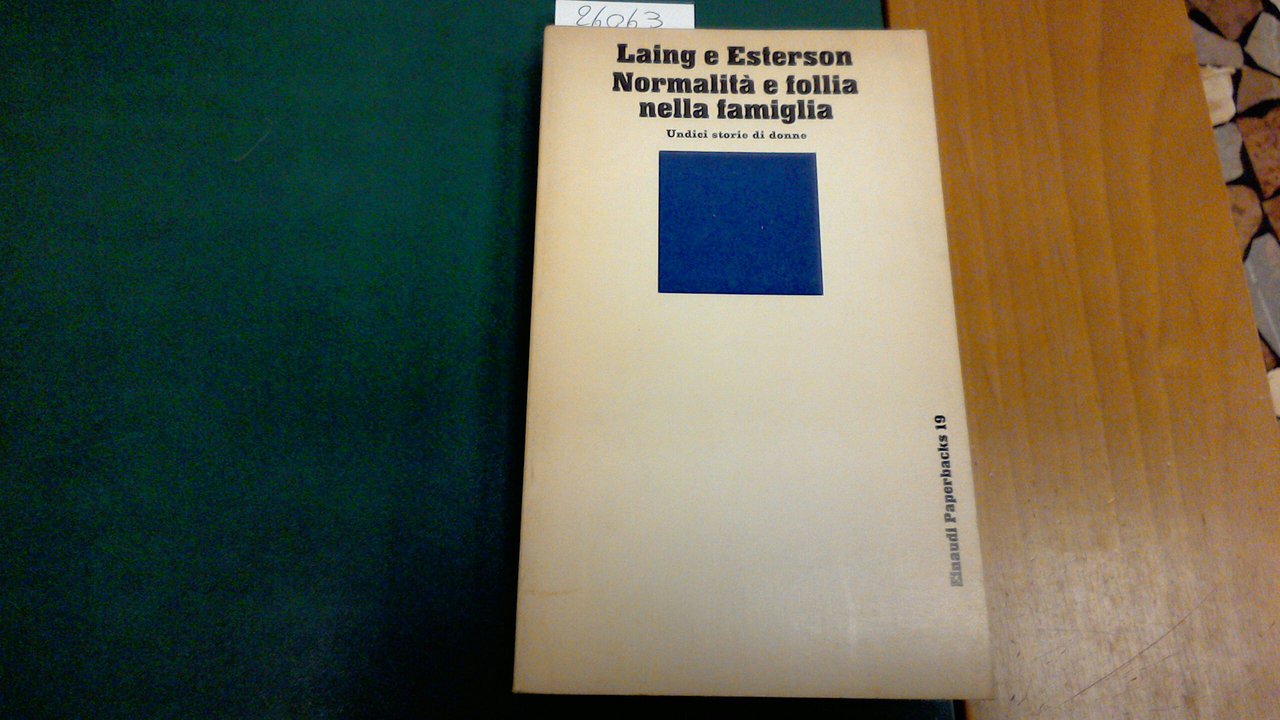 26063
Laing e Esterson
Normalità e follia
nella famiglia
Undici storie di donne
Einaudi Paperbacks 19